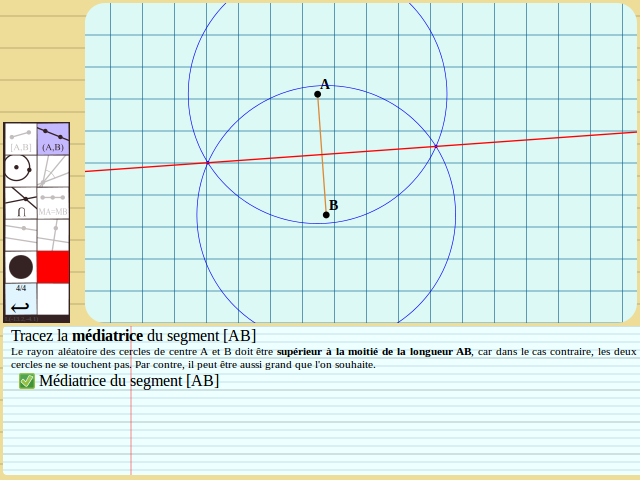 A
B
[A,B]
(A,B)
∩
MA=MB
4/4
Tracez la médiatrice du segment [AB]
Le rayon aléatoire des cercles de centre A et B doit être supérieur à la moitié de la longueur AB, car dans le cas contraire, les deux
cercles ne se touchent pas. Par contre, il peut être aussi grand que l'on souhaite.
✅ Médiatrice du segment [AB]